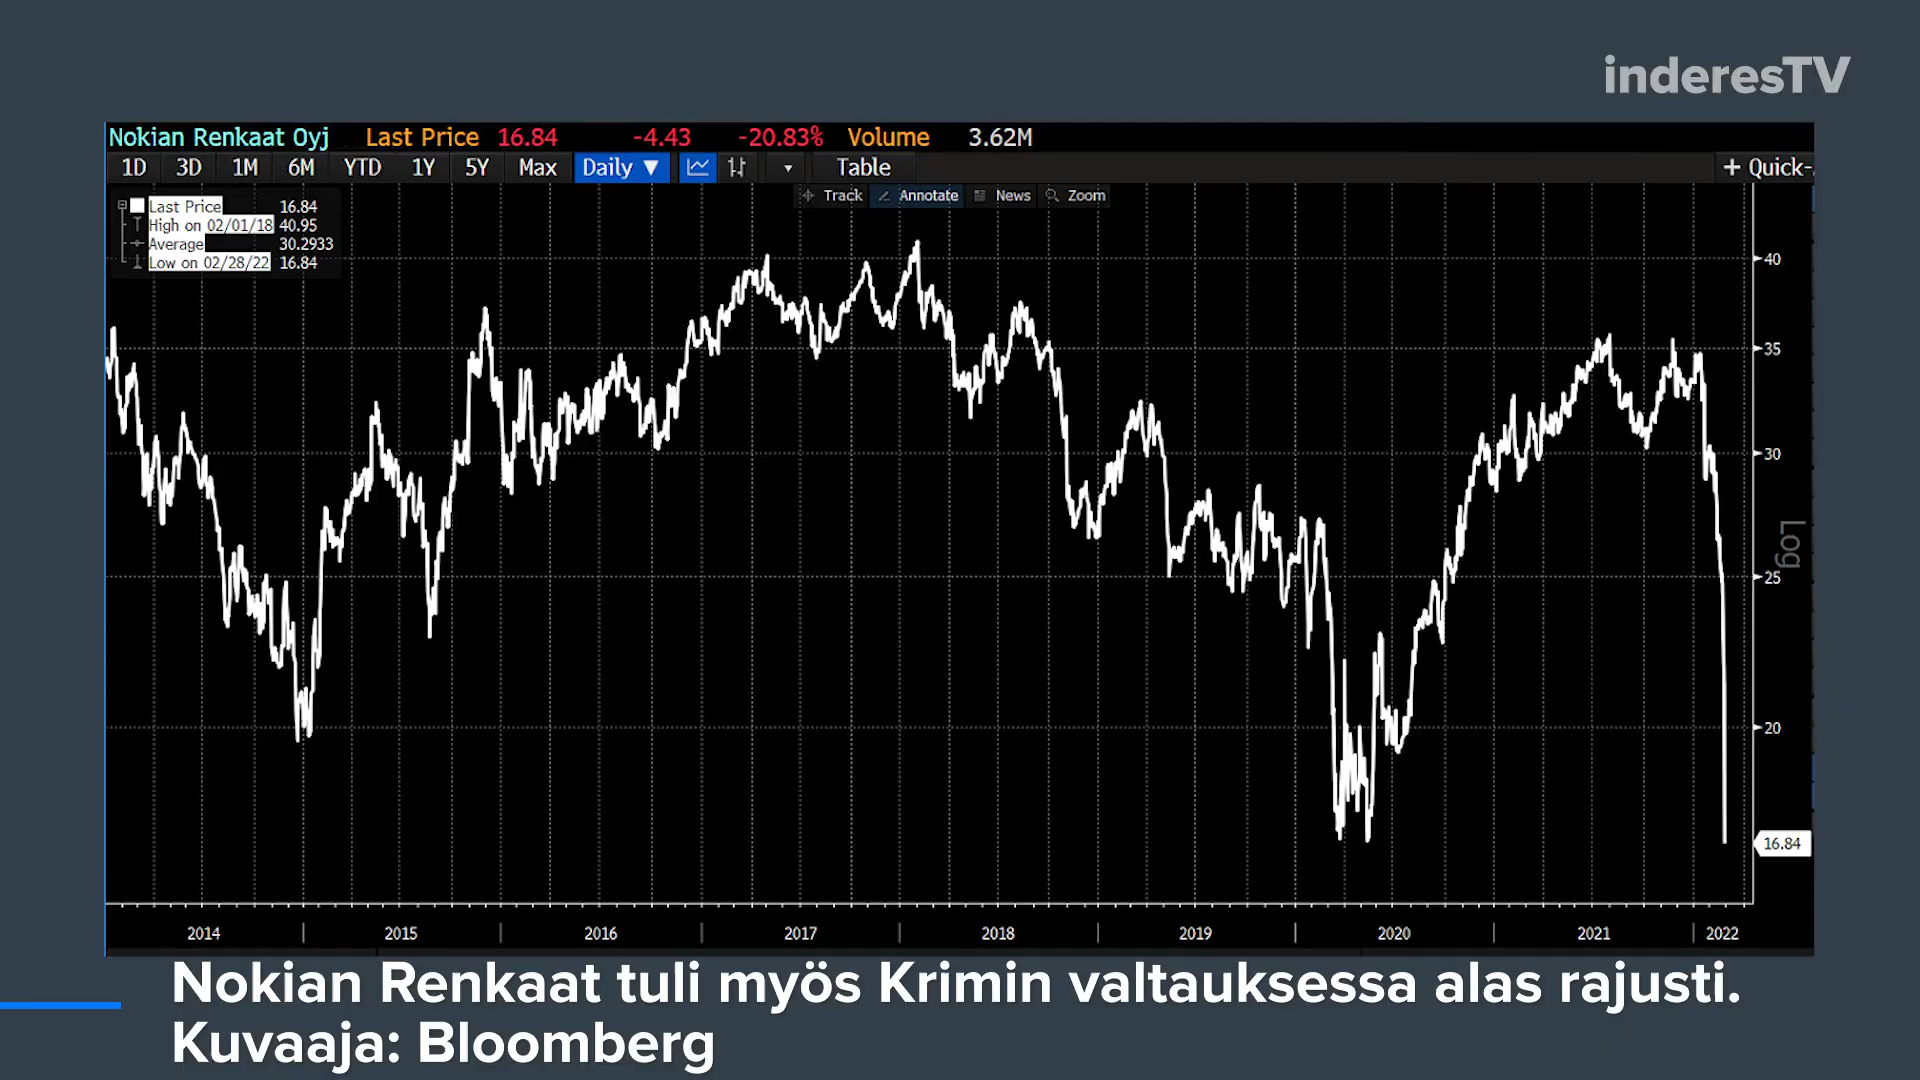 inderesTV
Nokian Renkaat Oyj Last Price 16.84 -4.43 -20.83% Volume 3.62M
1D 3D 1M 6M YTD 1Y 5Y Max Daily ▼ ▼ Table + Quick-
Track Annotate News Zoom
Last Price 16.84
High on 02/01/18 40.95
Average 30.2933
Low on 02/28/22 16.84
40
35
30
Log
25
20
16.84
2014 2015 2016 2017 2018 2019 2020 2021 2022
Nokian Renkaat tuli myös Krimin valtauksessa alas rajusti.
Kuvaaja: Bloomberg